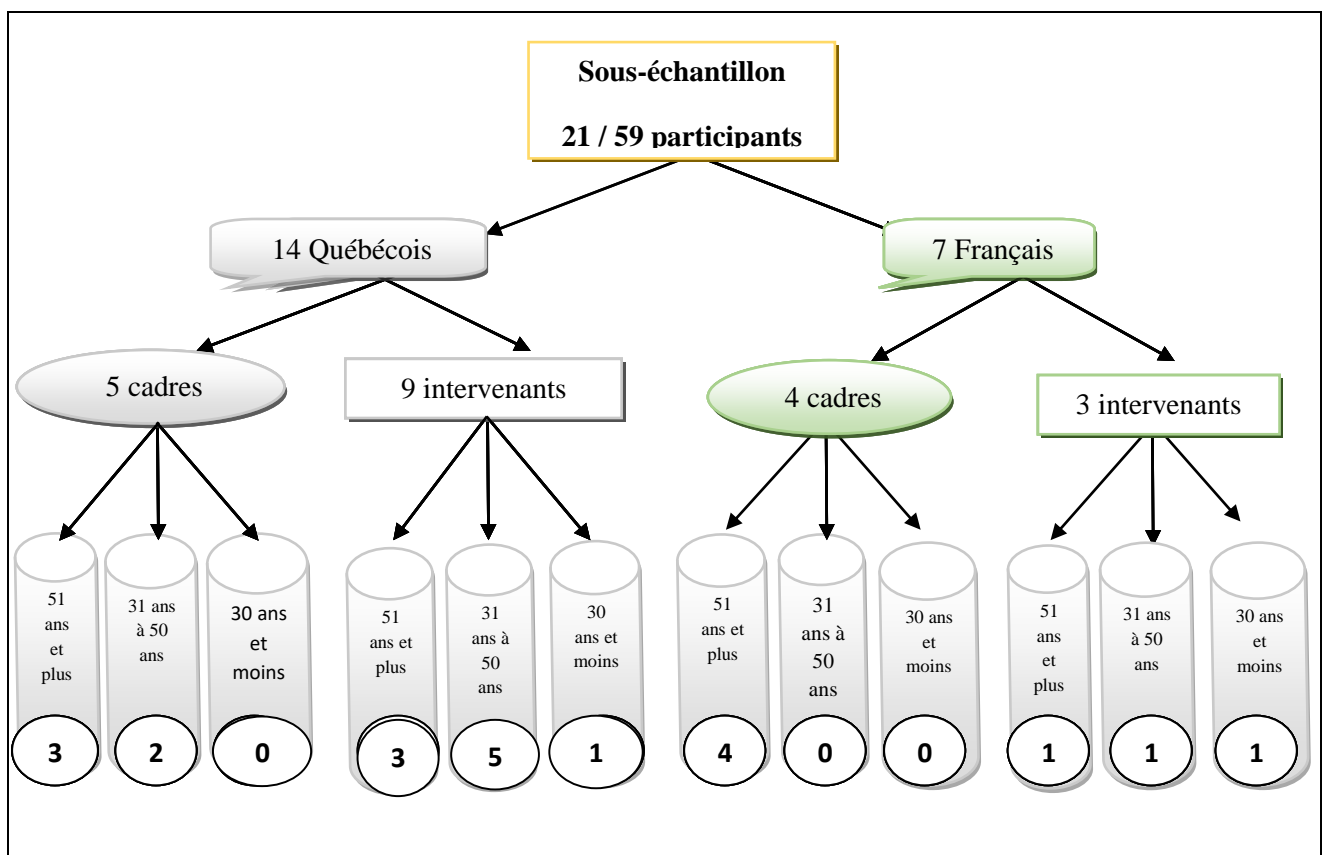 Sous-échantillon
21 / 59 participants
14 Québécois
7 Français
5 cadres
9 intervenants
4 cadres
3 intervenants
51
ans
et
plus
31 ans
à 50
ans
30 ans
et
moins
51
ans et
plus
31
ans à
50
ans
30
ans et
moins
51
ans et
plus
31
ans à
50
ans
30 ans
et
moins
51
ans
et
plus
31 ans
à 50
ans
30 ans
et
moins
3
2
0
3
5
1
4
0
0
1
1
1